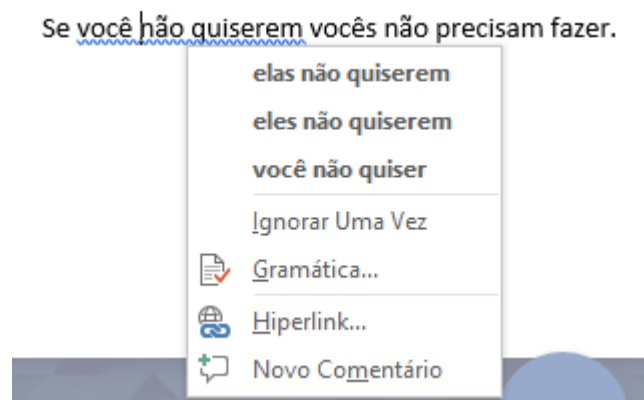 Se você não quiserem vocês não precisam fazer.
elas não quiserem
eles não quiserem
você não quiser
Ignorar Uma Vez
Gramática...
Hiperlink...
Novo Comentário